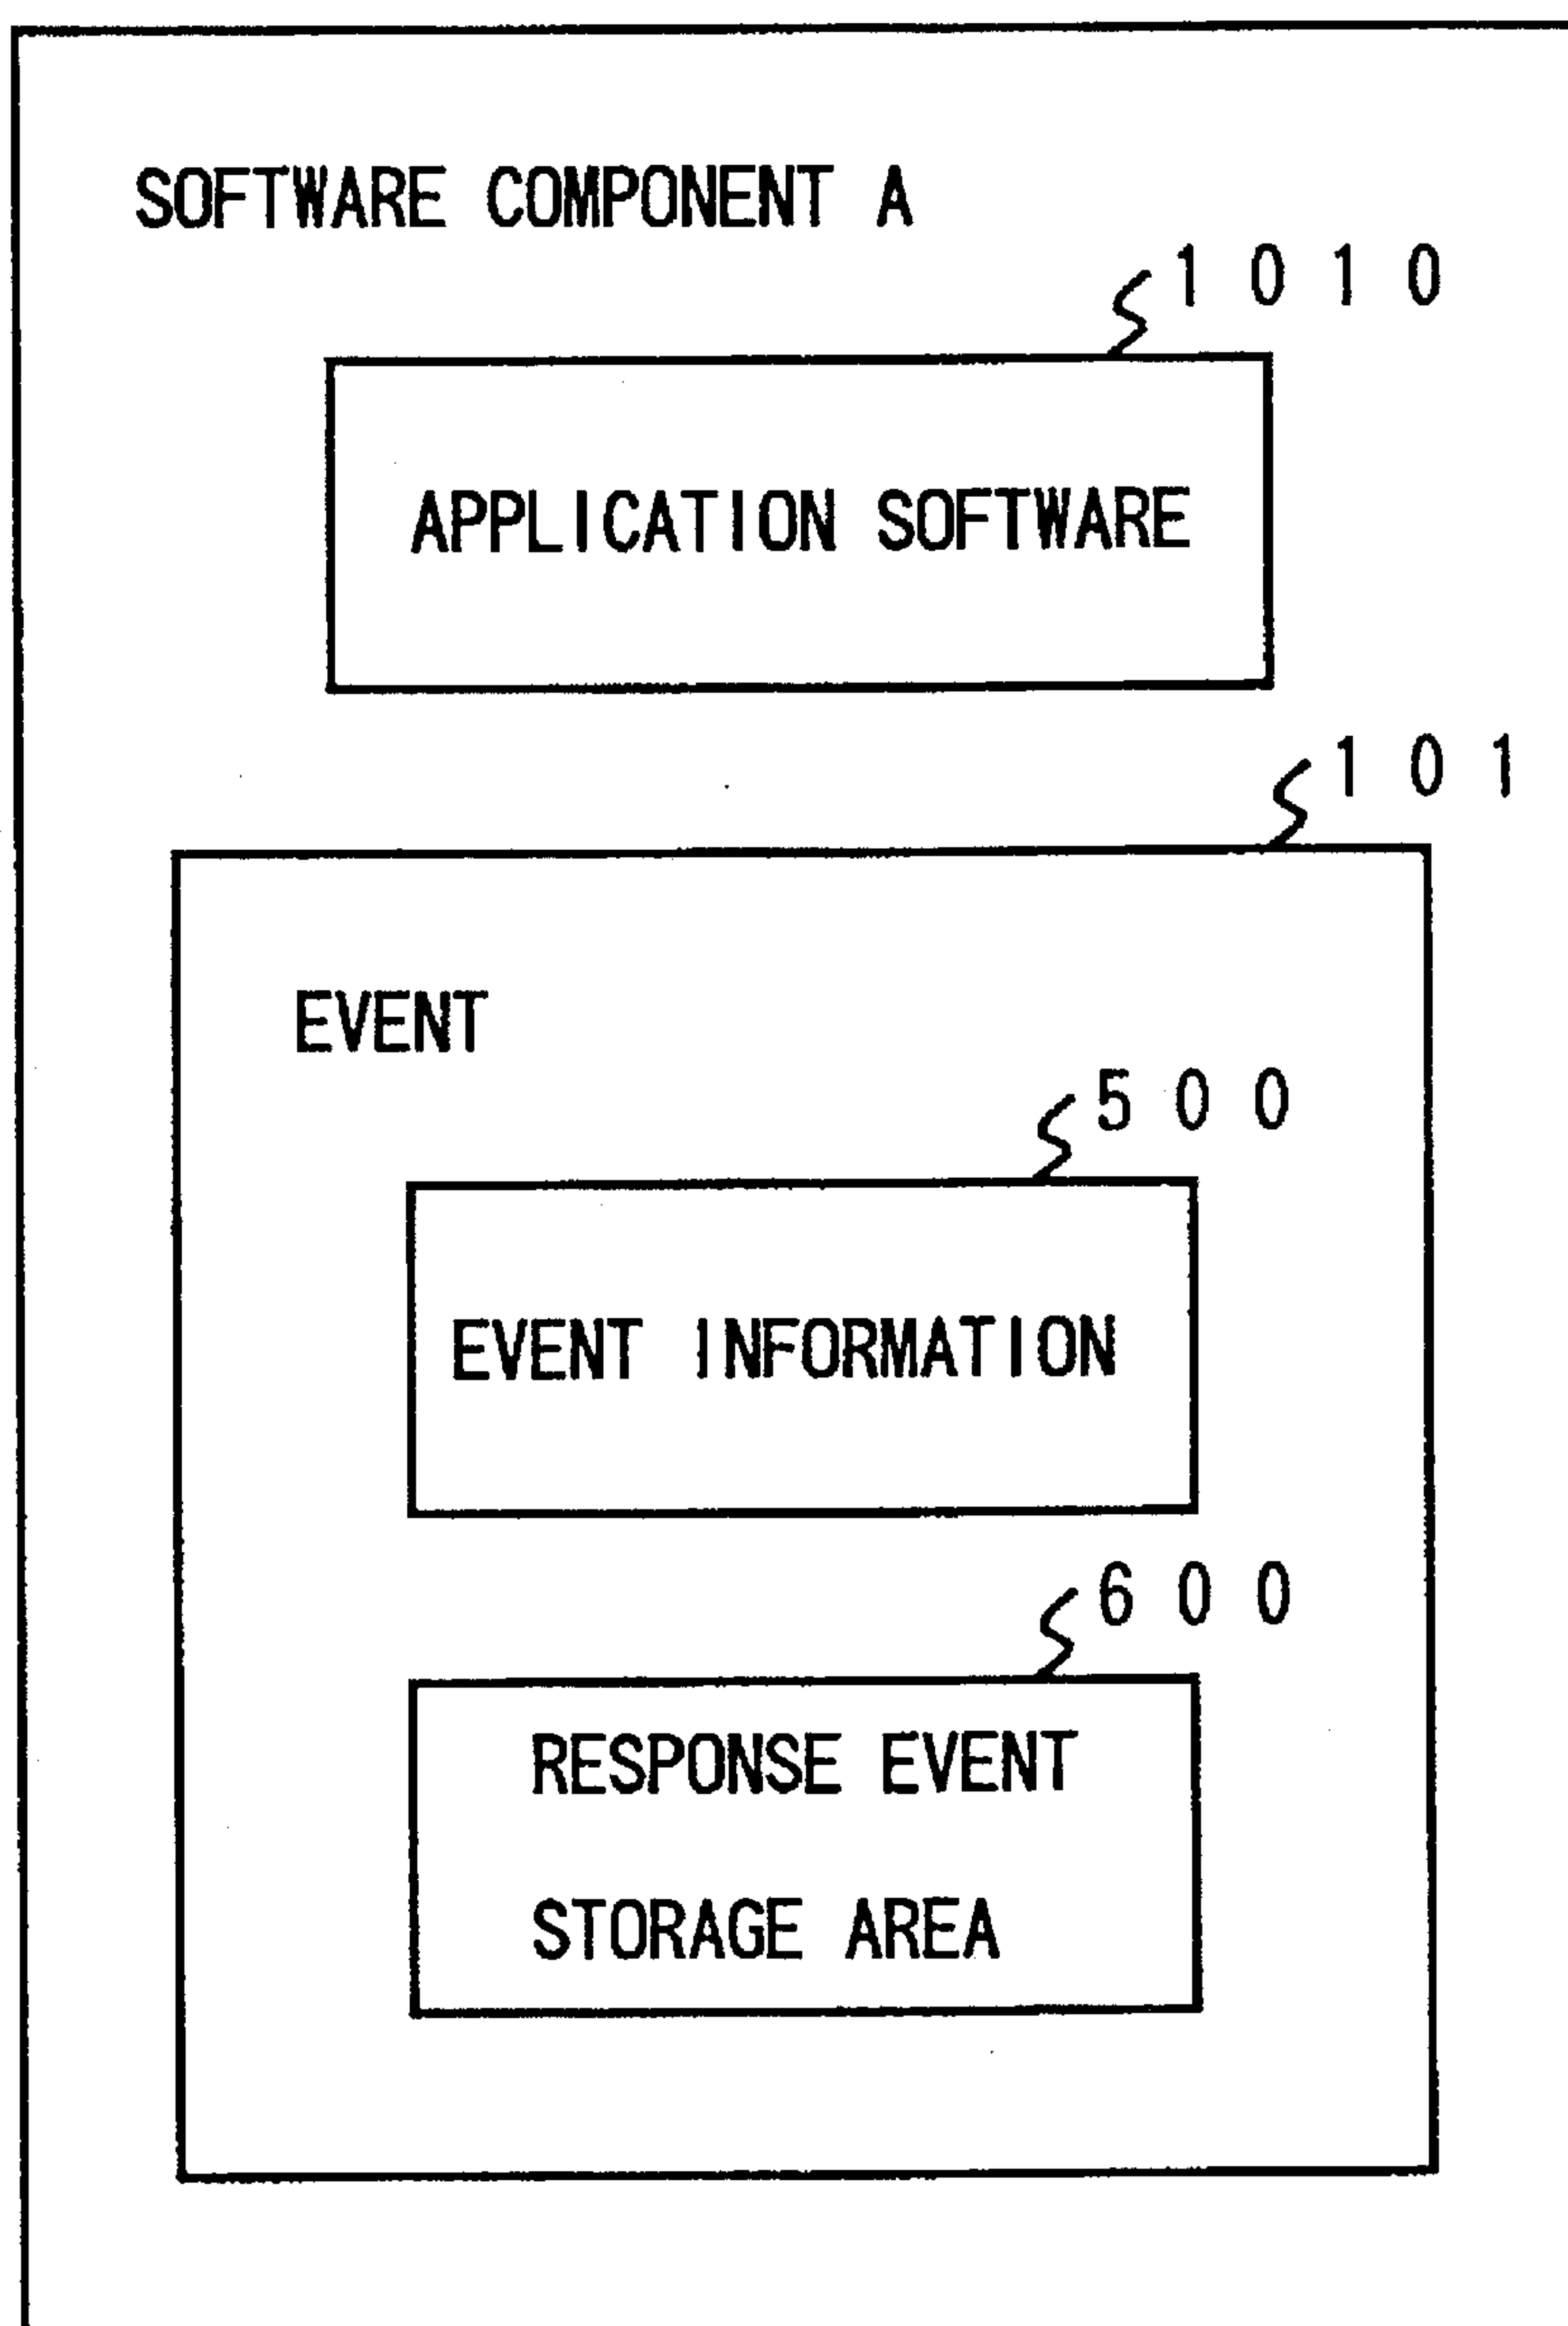 SOFTWARE COMPONENT A
1010
APPLICATION SOFTWARE
101
EVENT
500
EVENT INFORMATION
600
RESPONSE EVENT
STORAGE AREA